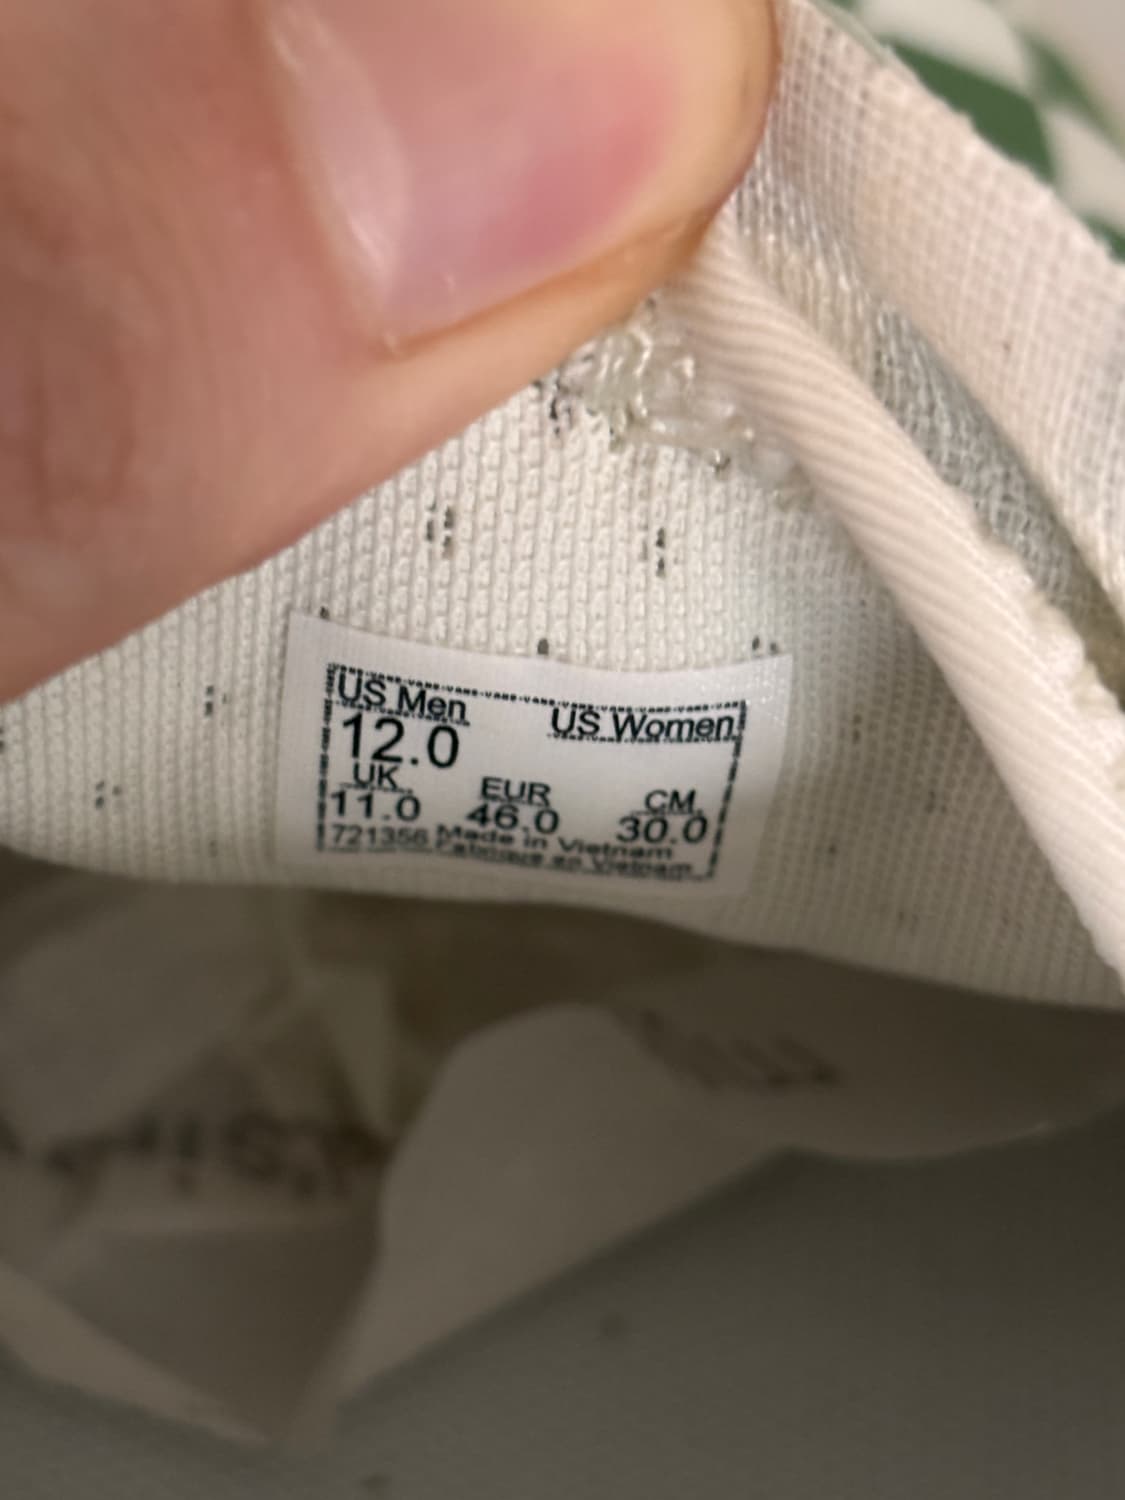 US Men US Women
12.0
UK EUR CM
11.0 46.0 30.0
721356 Made in Vietnam
Fabriqué en Vietnam